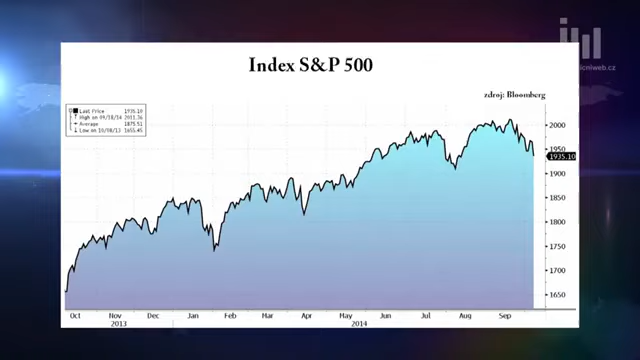 Index S&P 500
zdroj: Bloomberg
Last Price 1935.10
High on 09/18/14 2011.36
Average 1875.51
Low on 10/08/13 1655.45
2000
1950
1935.10
1900
1850
1800
1750
1700
1650
Oct Nov Dec Jan Feb Mar Apr May Jun Jul Aug Sep
2013 2014